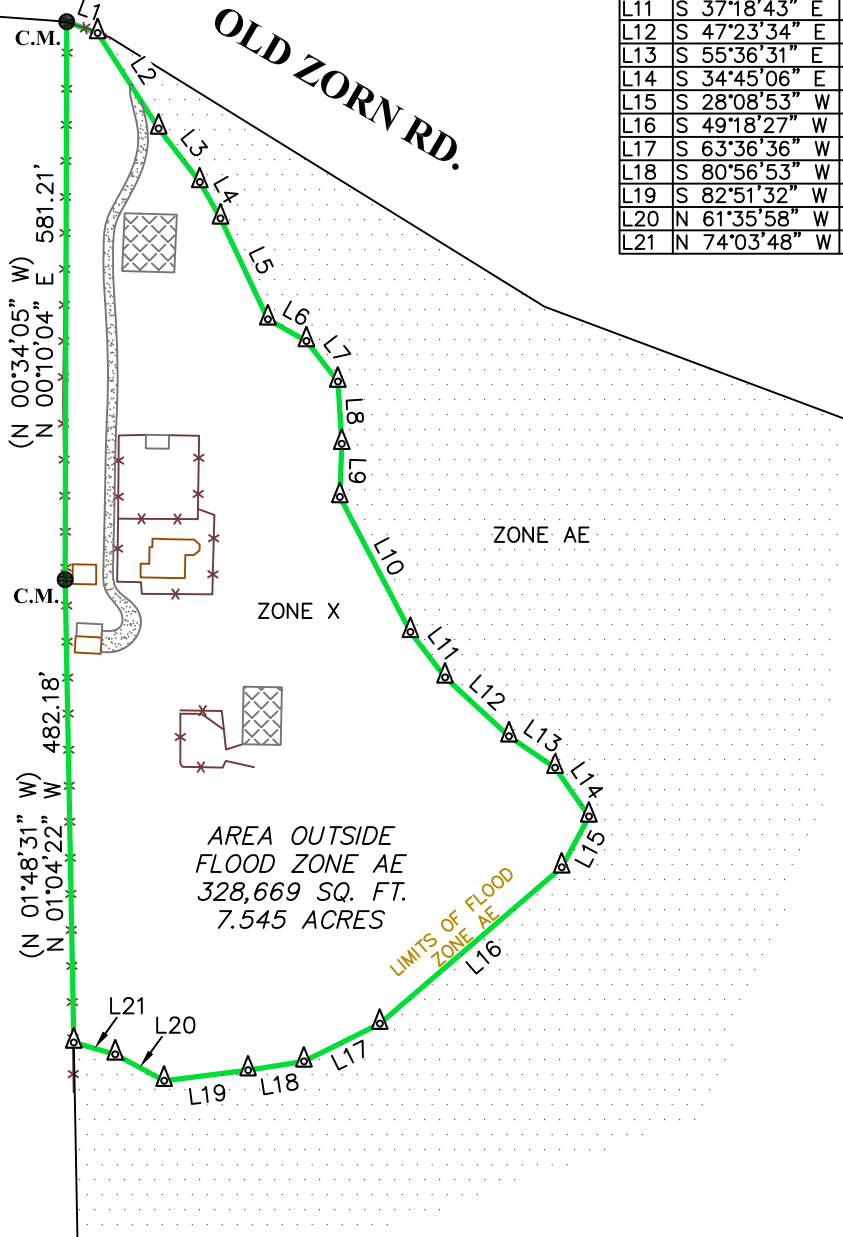 L1
C.M.
OLD ZORN RD.
L11 S 37°18'43" E
L12 S 47°23'34" E
L13 S 55°36'31" E
L14 S 34°45'06" E
L15 S 28°08'53" W
L16 S 49°18'27" W
L17 S 63°36'36" W
L18 S 80°56'53" W
L19 S 82°51'32" W
L20 N 61°35'58" W
L21 N 74°03'48" W
L2
L3
L4
L5
L6
L7
L8
L9
L10
(N 00°34'05" W)
N 00°10'04" E 581.21'
ZONE AE
C.M.
ZONE X
L11
L12
L13
L14
L15
(N 01°48'31" W)
N 01°04'22" W 482.18'
AREA OUTSIDE
FLOOD ZONE AE
328,669 SQ. FT.
7.545 ACRES
LIMITS OF FLOOD
ZONE AE
L16
L21
L20
L19
L18
L17